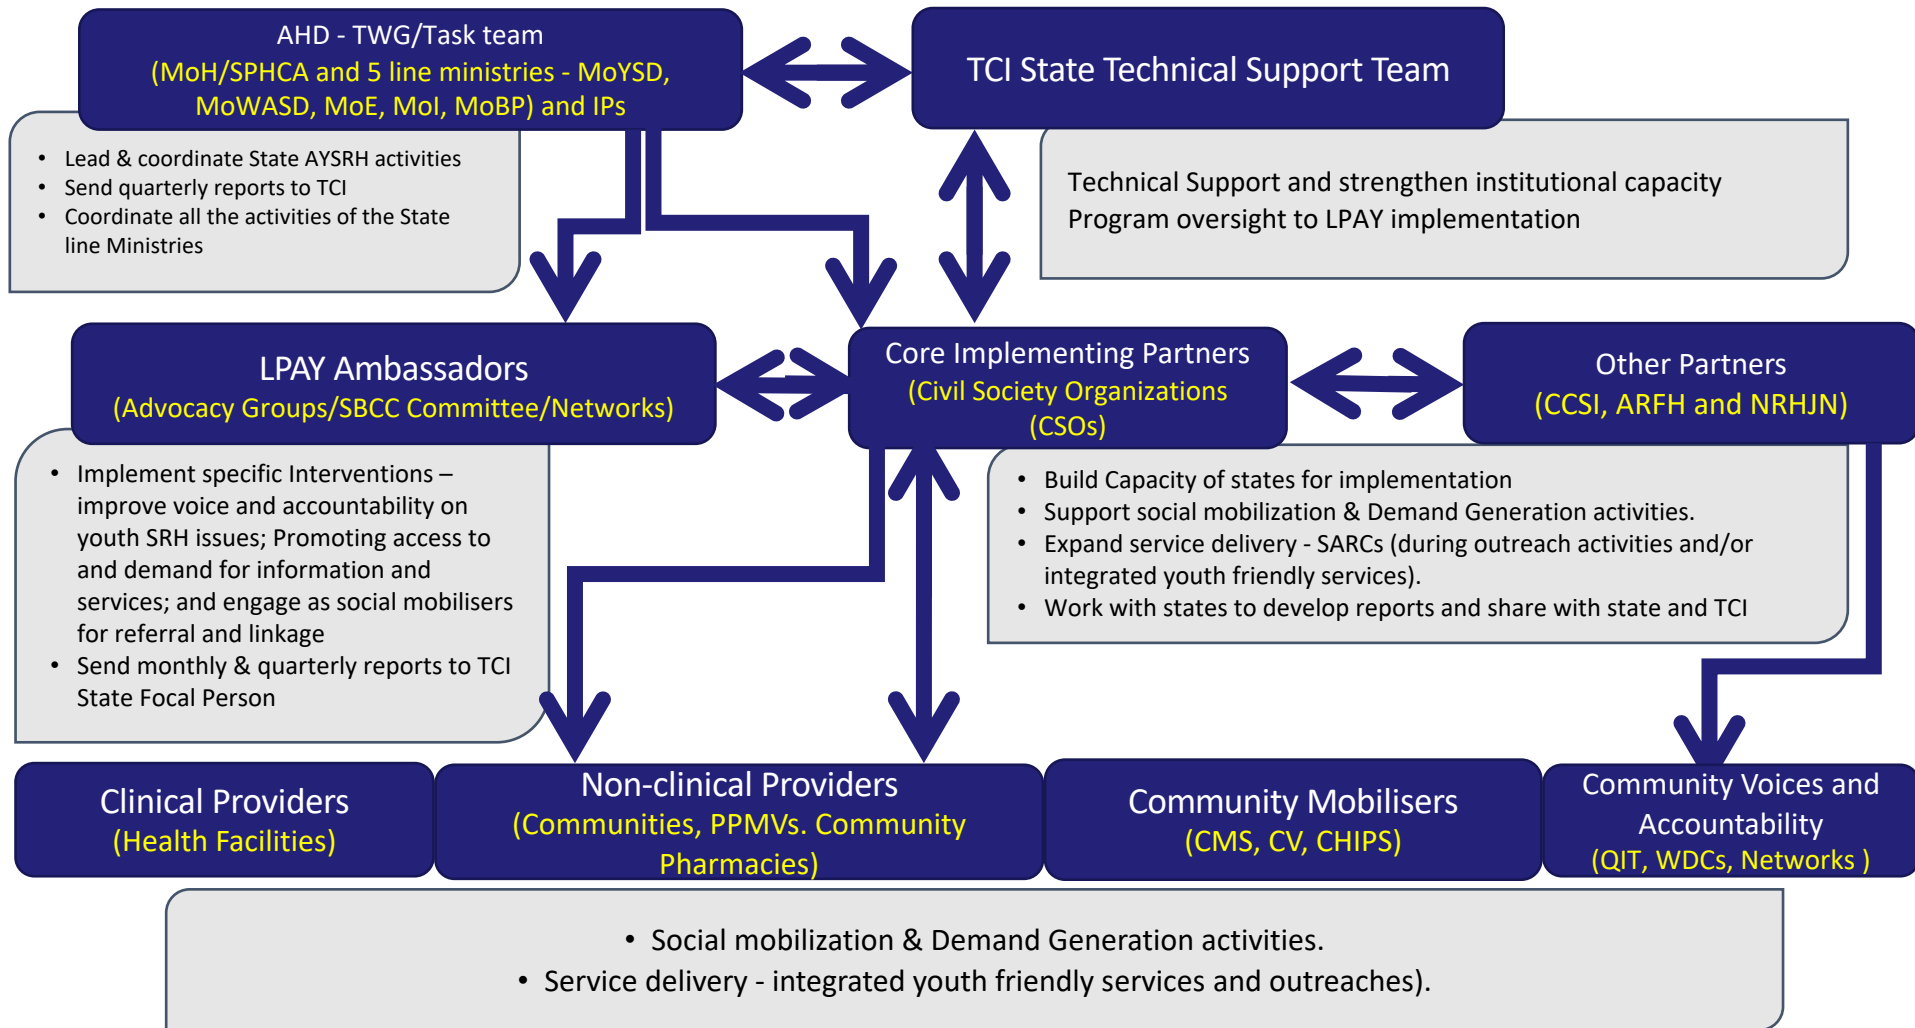 AHD - TWG/Task team
(MoH/SPHCA and 5 line ministries - MoYSD,
MoWASD, MoE, MoI, MoBP) and IPs
TCI State Technical Support Team
• Lead & coordinate State AYSRH activities
• Send quarterly reports to TCI
• Coordinate all the activities of the State
line Ministries
Technical Support and strengthen institutional capacity
Program oversight to LPAY implementation
LPAY Ambassadors
(Advocacy Groups/SBCC Committee/Networks)
Core Implementing Partners
(Civil Society Organizations
(CSOs)
Other Partners
(CCSI, ARFH and NRHJN)
• Implement specific Interventions –
improve voice and accountability on
youth SRH issues; Promoting access to
and demand for information and
services; and engage as social mobilisers
for referral and linkage
• Send monthly & quarterly reports to TCI
State Focal Person
• Build Capacity of states for implementation
• Support social mobilization & Demand Generation activities.
• Expand service delivery - SARCs (during outreach activities and/or
integrated youth friendly services).
• Work with states to develop reports and share with state and TCI
Clinical Providers
(Health Facilities)
Non-clinical Providers
(Communities, PPMVs. Community
Pharmacies)
Community Mobilisers
(CMS, CV, CHIPS)
Community Voices and
Accountability
(QIT, WDCs, Networks )
• Social mobilization & Demand Generation activities.
• Service delivery - integrated youth friendly services and outreaches).